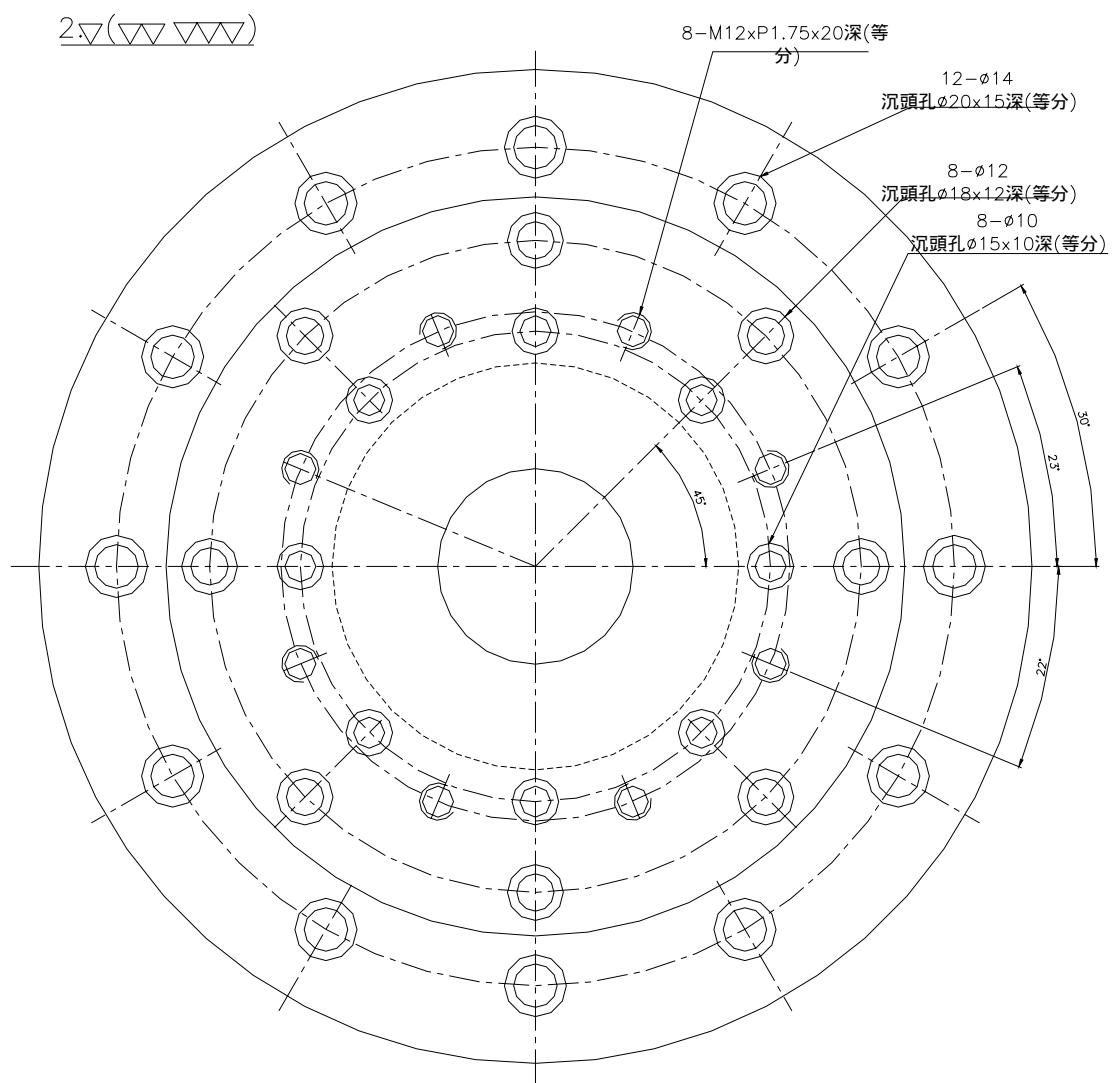 2.▽(▽▽ ▽▽▽)
8-M12xP1.75x20深(等
分)
12-ø14
沉頭孔ø20x15深(等分)
8-ø12
沉頭孔ø18x12深(等分)
8-ø10
沉頭孔ø15x10深(等分)
30°
23°
45°
22°